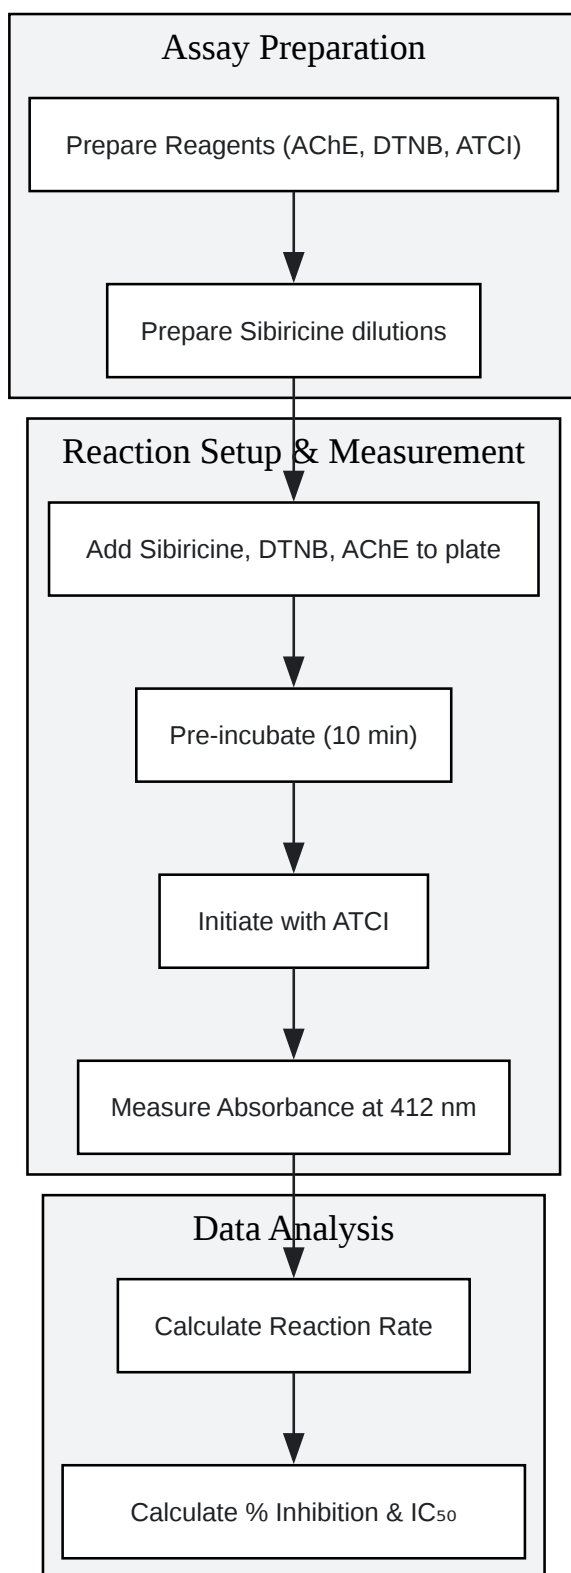 Assay Preparation
Prepare Reagents (AChE, DTNB, ATCI)
Prepare Sibiricine dilutions
Reaction Setup & Measurement
Add Sibiricine, DTNB, AChE to plate
Pre-incubate (10 min)
Initiate with ATCI
Measure Absorbance at 412 nm
Data Analysis
Calculate Reaction Rate
Calculate % Inhibition & IC₅₀